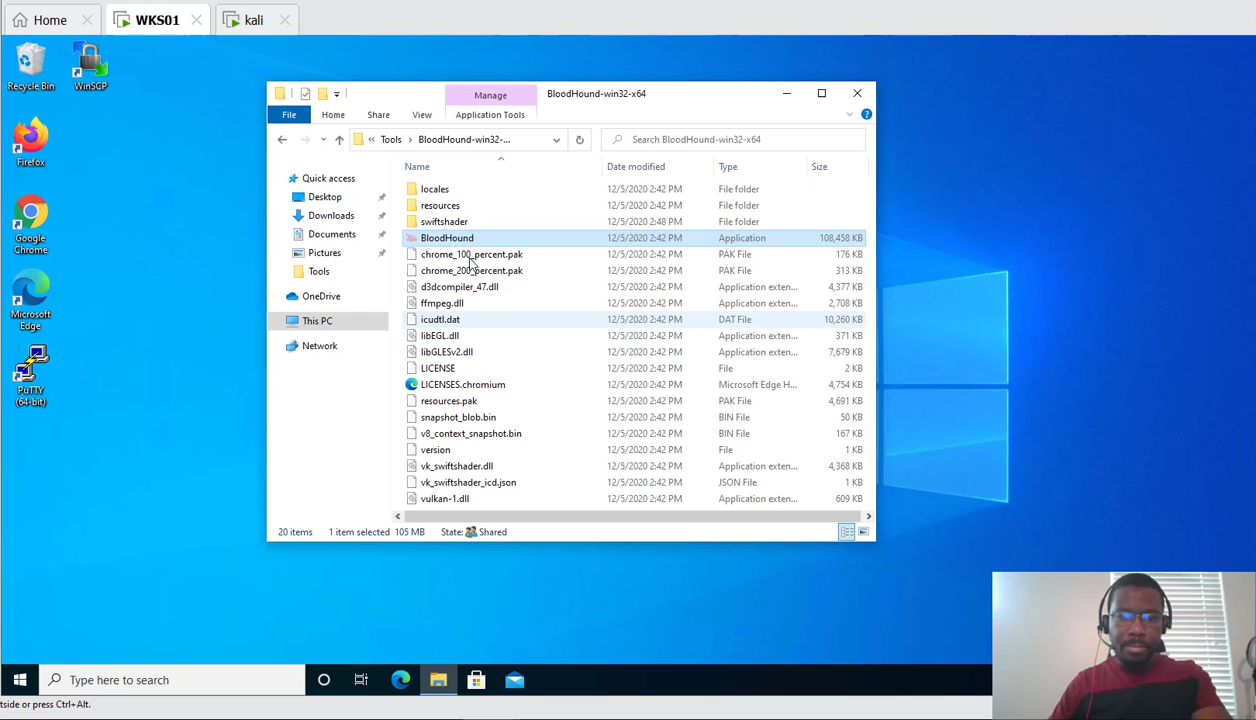 Home
WKS01
kali
Recycle Bin
WinSCP
Firefox
Google
Chrome
Microsoft
Edge
PuTTY
(64-bit)
Manage
BloodHound-win32-x64
File
Home
Share
View
Application Tools
« Tools > BloodHound-win32-...
Search BloodHound-win32-x64
Name
Date modified
Type
Size
Quick access
Desktop
Downloads
Documents
Pictures
Tools
OneDrive
This PC
Network
locales 12/5/2020 2:42 PM File folder
resources 12/5/2020 2:42 PM File folder
swiftshader 12/5/2020 2:48 PM File folder
BloodHound 12/5/2020 2:42 PM Application 108,458 KB
chrome_100_percent.pak 12/5/2020 2:42 PM PAK File 176 KB
chrome_200_percent.pak 12/5/2020 2:42 PM PAK File 313 KB
d3dcompiler_47.dll 12/5/2020 2:42 PM Application exten... 4,377 KB
ffmpeg.dll 12/5/2020 2:42 PM Application exten... 2,708 KB
icudtl.dat 12/5/2020 2:42 PM DAT File 10,260 KB
libEGL.dll 12/5/2020 2:42 PM Application exten... 371 KB
libGLESv2.dll 12/5/2020 2:42 PM Application exten... 7,679 KB
LICENSE 12/5/2020 2:42 PM File 2 KB
LICENSES.chromium 12/5/2020 2:42 PM Microsoft Edge H... 4,754 KB
resources.pak 12/5/2020 2:42 PM PAK File 4,691 KB
snapshot_blob.bin 12/5/2020 2:42 PM BIN File 50 KB
v8_context_snapshot.bin 12/5/2020 2:42 PM BIN File 167 KB
version 12/5/2020 2:42 PM File 1 KB
vk_swiftshader.dll 12/5/2020 2:42 PM Application exten... 4,368 KB
vk_swiftshader_icd.json 12/5/2020 2:42 PM JSON File 1 KB
vulkan-1.dll 12/5/2020 2:42 PM Application exten... 609 KB
20 items 1 item selected 105 MB State: Shared
Type here to search
tside or press Ctrl+Alt.